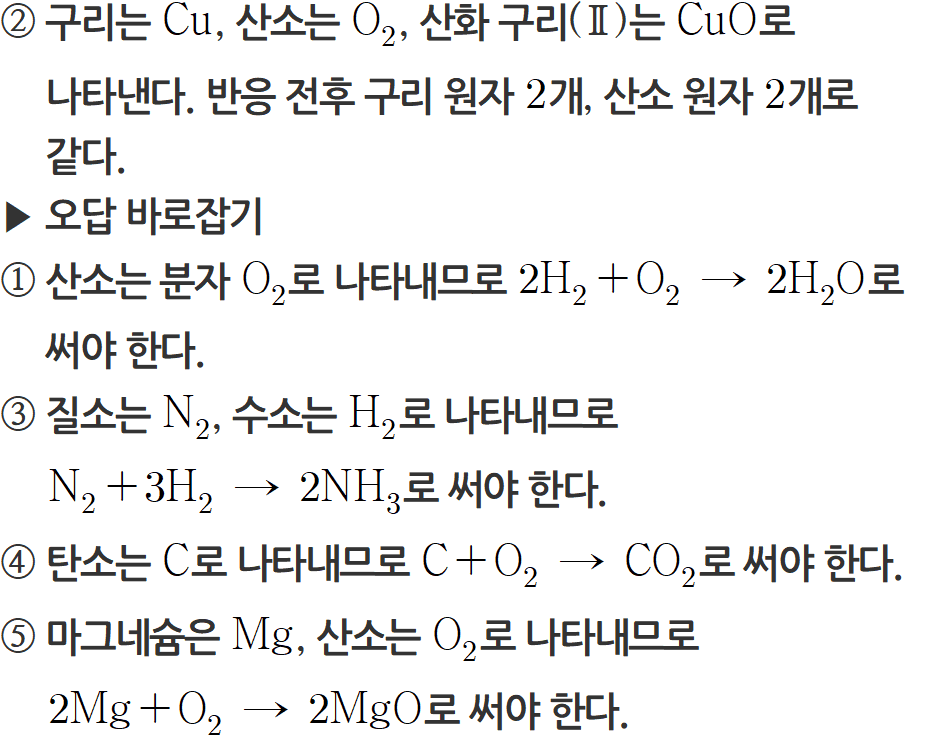 ② 구리는 Cu, 산소는 O₂, 산화 구리(Ⅱ)는 CuO로
나타낸다. 반응 전후 구리 원자 2개, 산소 원자 2개로
같다.
▶ 오답 바로잡기
① 산소는 분자 O₂로 나타내므로 2H₂+O₂ → 2H₂O로
써야 한다.
③ 질소는 N₂, 수소는 H₂로 나타내므로
N₂+3H₂ → 2NH₃로 써야 한다.
④ 탄소는 C로 나타내므로 C+O₂ → CO₂로 써야 한다.
⑤ 마그네슘은 Mg, 산소는 O₂로 나타내므로
2Mg+O₂ → 2MgO로 써야 한다.